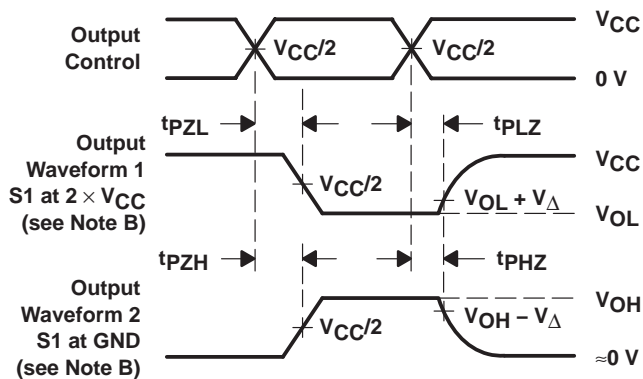 Output
Control
VCC/2
VCC/2
VCC
0 V
tPZL
tPLZ
Output
Waveform 1
S1 at 2 × VCC
(see Note B)
VCC/2
VCC
VOL + VΔ
VOL
tPZH
tPHZ
Output
Waveform 2
S1 at GND
(see Note B)
VCC/2
VOH
VOH − VΔ
≈0 V